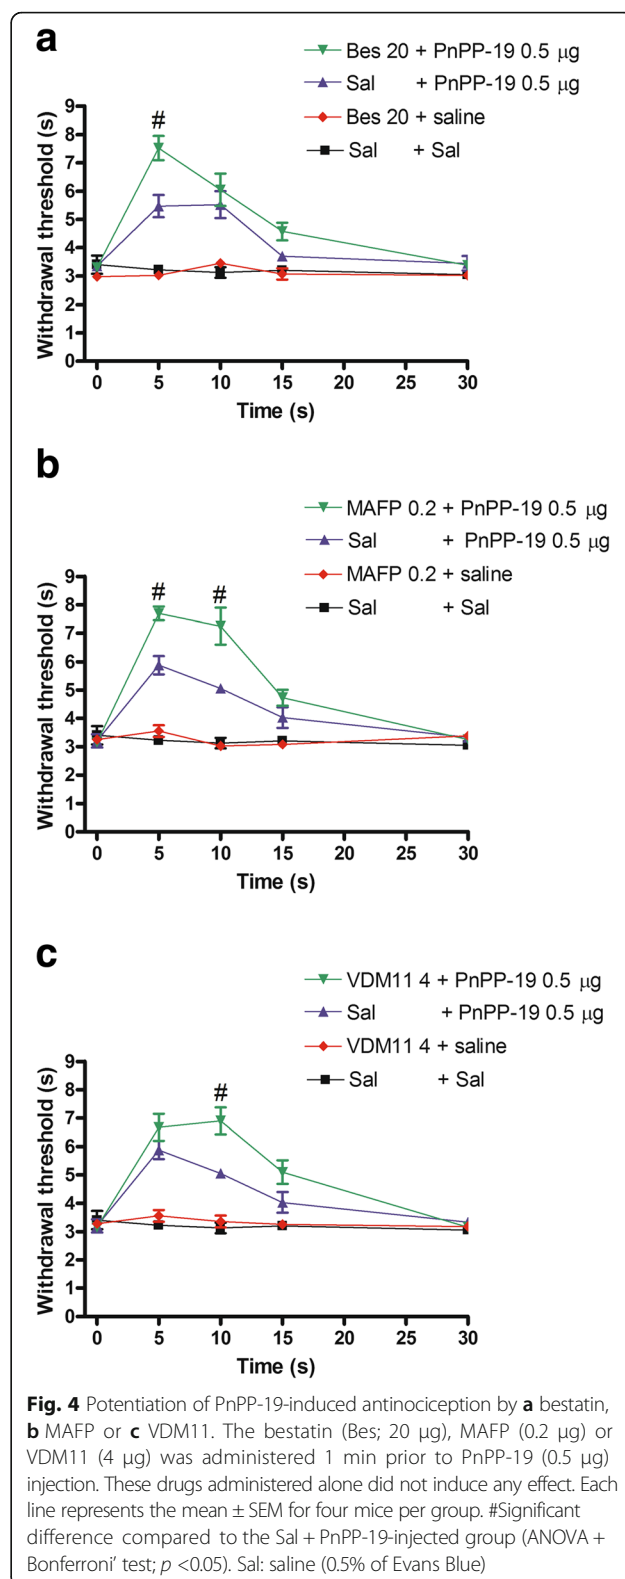 a
Bes 20 + PnPP-19 0.5 μg
Sal + PnPP-19 0.5 μg
Bes 20 + saline
Sal + Sal
Withdrawal threshold (s)
9
8
7
6
5
4
3
2
1
0
#
0 5 10 15 20 25 30
Time (s)
b
MAFP 0.2 + PnPP-19 0.5 μg
Sal + PnPP-19 0.5 μg
MAFP 0.2 + saline
Sal + Sal
Withdrawal threshold (s)
9
8
7
6
5
4
3
2
1
0
# #
0 5 10 15 20 25 30
Time (s)
c
VDM11 4 + PnPP-19 0.5 μg
Sal + PnPP-19 0.5 μg
VDM11 4 + saline
Sal + Sal
Withdrawal threshold (s)
9
8
7
6
5
4
3
2
1
0
#
0 5 10 15 20 25 30
Time (s)
Fig. 4 Potentiation of PnPP-19-induced antinociception by a bestatin,
b MAFP or c VDM11. The bestatin (Bes; 20 μg), MAFP (0.2 μg) or
VDM11 (4 μg) was administered 1 min prior to PnPP-19 (0.5 μg)
injection. These drugs administered alone did not induce any effect. Each
line represents the mean ± SEM for four mice per group. #Significant
difference compared to the Sal + PnPP-19-injected group (ANOVA +
Bonferroni' test; p <0.05). Sal: saline (0.5% of Evans Blue)